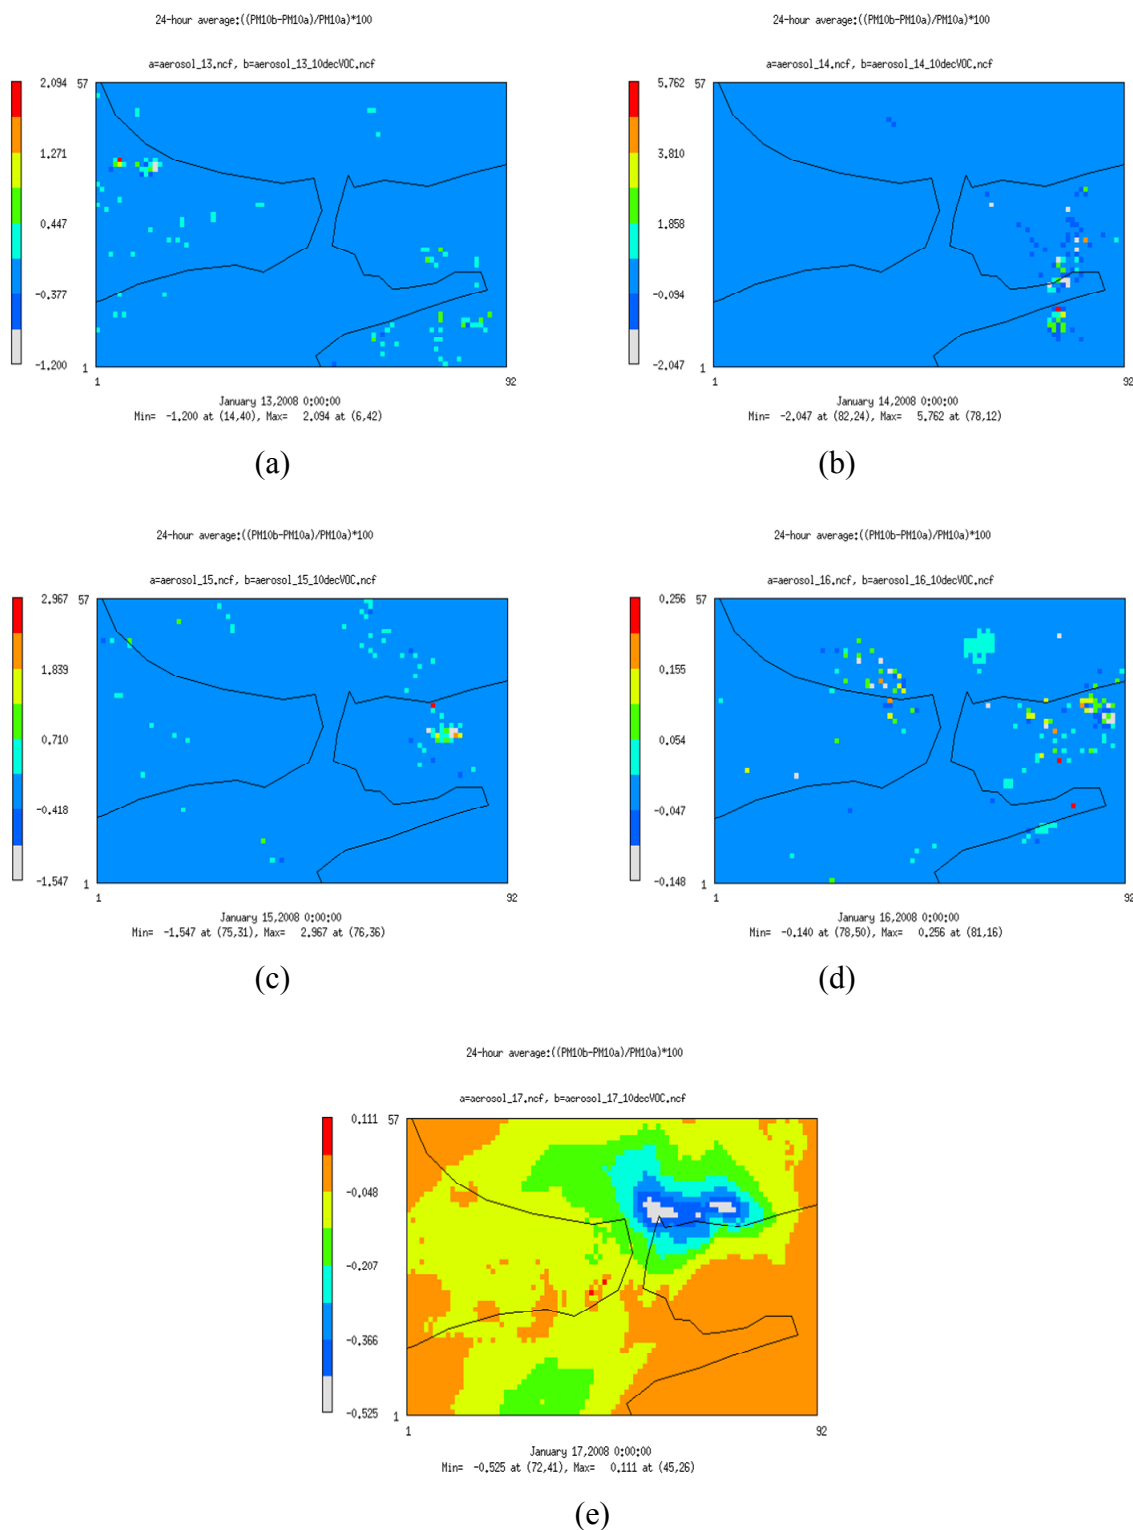 24-hour average:((PM10b-PM10a)/PM10a)*100
a=aerosol_13.ncf, b=aerosol_13_10decVOC.ncf
2.094
1.271
0.447
-0.377
-1.200
57
1
1
92
January 13,2008 0:00:00
Min= -1.200 at (14,40), Max= 2.094 at (6,42)
(a)
24-hour average:((PM10b-PM10a)/PM10a)*100
a=aerosol_14.ncf, b=aerosol_14_10decVOC.ncf
5.762
3.810
1.858
-0.094
-2.047
57
1
1
92
January 14,2008 0:00:00
Min= -2.047 at (82,24), Max= 5.762 at (78,12)
(b)
24-hour average:((PM10b-PM10a)/PM10a)*100
a=aerosol_15.ncf, b=aerosol_15_10decVOC.ncf
2.967
1.839
0.710
-0.418
-1.547
57
1
1
92
January 15,2008 0:00:00
Min= -1.547 at (75,31), Max= 2.967 at (76,36)
(c)
24-hour average:((PM10b-PM10a)/PM10a)*100
a=aerosol_16.ncf, b=aerosol_16_10decVOC.ncf
0.256
0.155
0.054
-0.047
-0.148
57
1
1
92
January 16,2008 0:00:00
Min= -0.140 at (78,50), Max= 0.256 at (81,16)
(d)
24-hour average:((PM10b-PM10a)/PM10a)*100
a=aerosol_17.ncf, b=aerosol_17_10decVOC.ncf
0.111
-0.048
-0.207
-0.366
-0.525
57
1
1
92
January 17,2008 0:00:00
Min= -0.525 at (72,41), Max= 0.111 at (45,26)
(e)